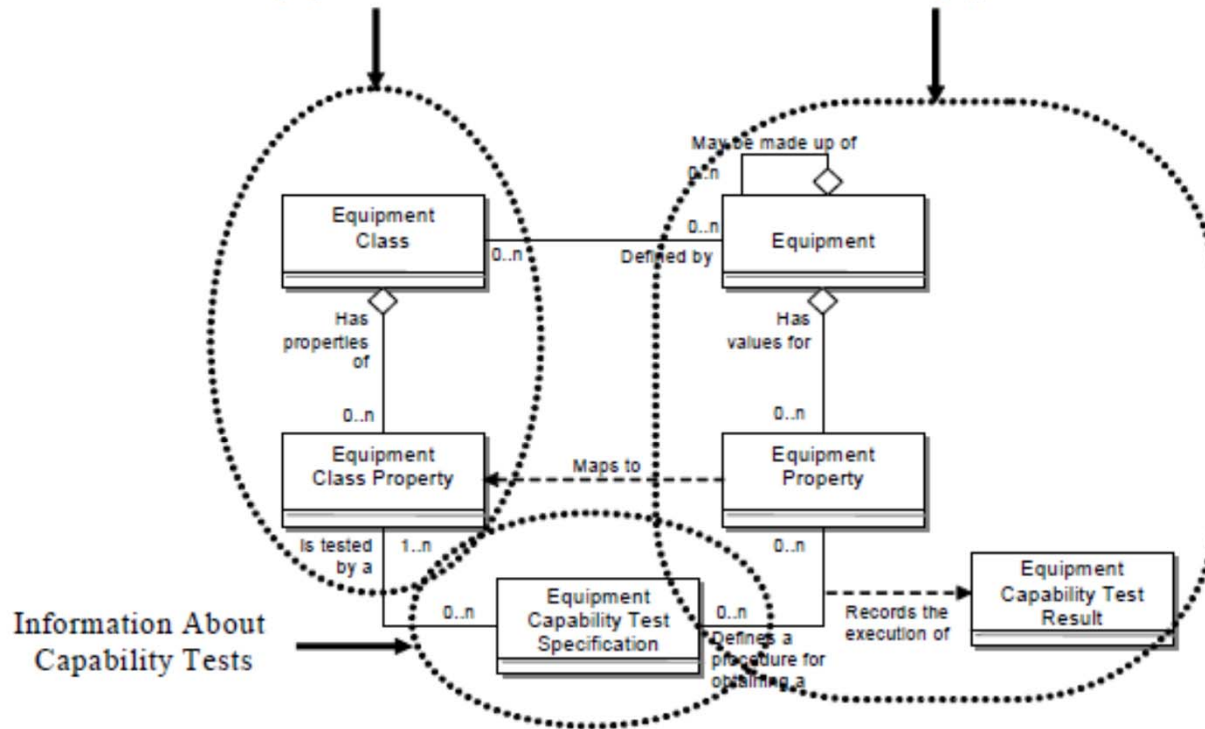 May be made up of
0..n
Equipment
Class
0..n
Equipment
0..n
Defined by
Has
properties
of
Has
values for
0..n
0..n
Equipment
Class Property
Maps to
Equipment
Property
Is tested
by a
1..n
0..n
Equipment
Capability Test
Result
0..n
Equipment
Capability Test
Specification
0..n
Records the
execution of
Defines a
procedure for
obtaining a
Information About
Capability Tests